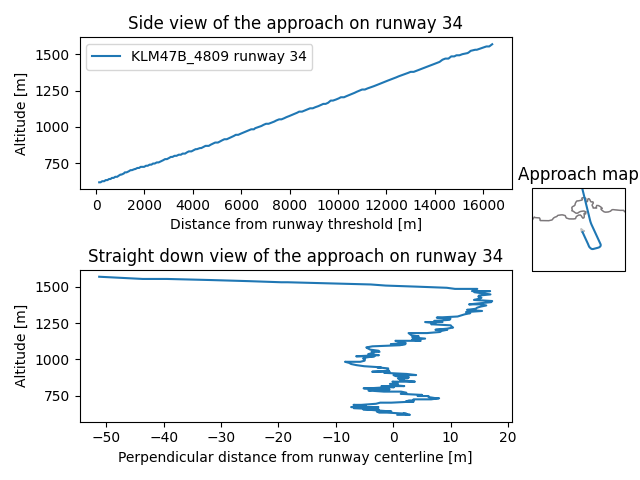 Side view of the approach on runway 34
1500
1250
1000
750
Altitude [m]
KLM47B_4809 runway 34
0 2000 4000 6000 8000 10000 12000 14000 16000
Distance from runway threshold [m]
Approach map
Straight down view of the approach on runway 34
1500
1250
1000
750
Altitude [m]
−50 −40 −30 −20 −10 0 10 20
Perpendicular distance from runway centerline [m]